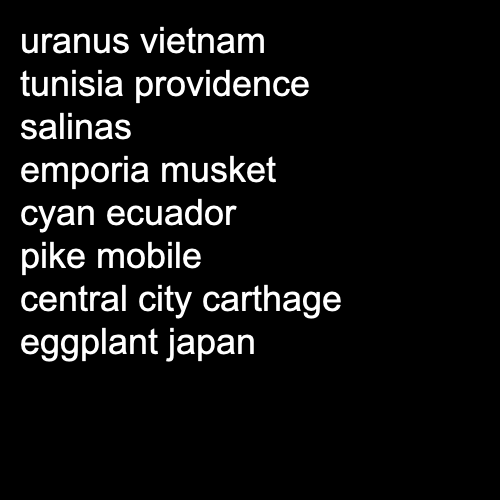 uranus vietnam
tunisia providence
salinas
emporia musket
cyan ecuador
pike mobile
central city carthage
eggplant japan